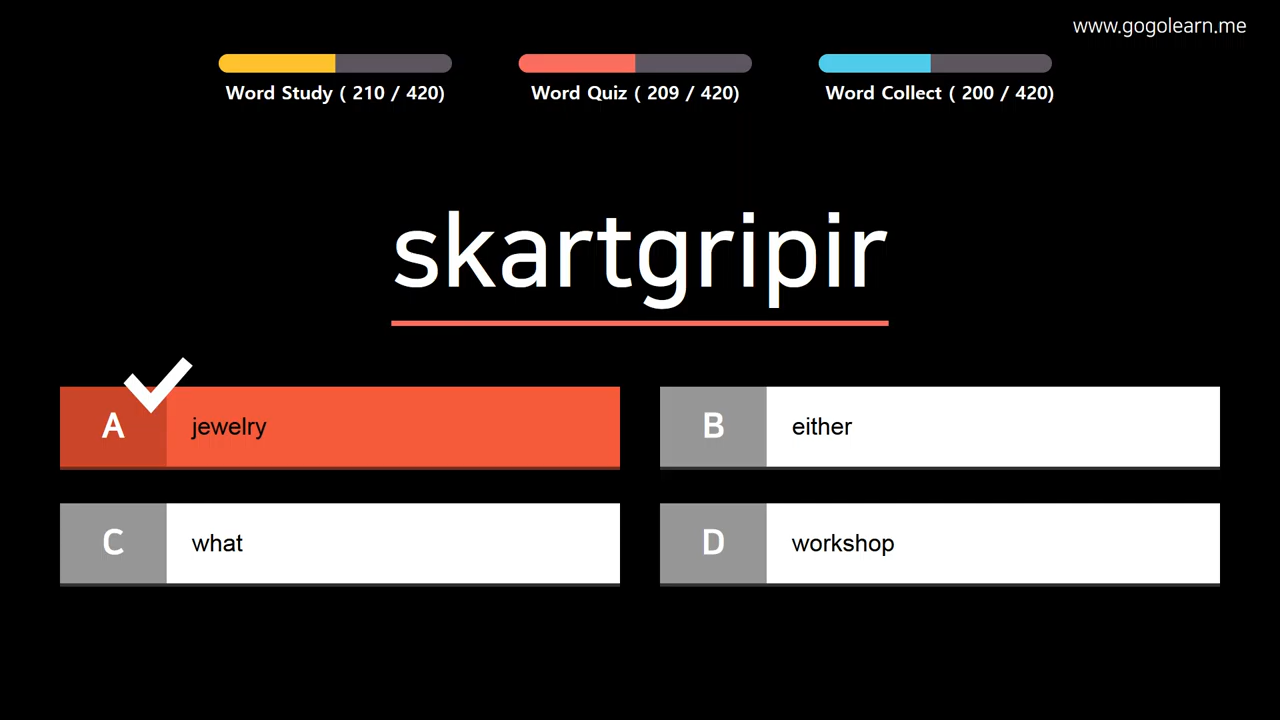 www.gogolearn.me
Word Study ( 210 / 420)
Word Quiz ( 209 / 420)
Word Collect ( 200 / 420)
skartgripir
A jewelry
B either
C what
D workshop